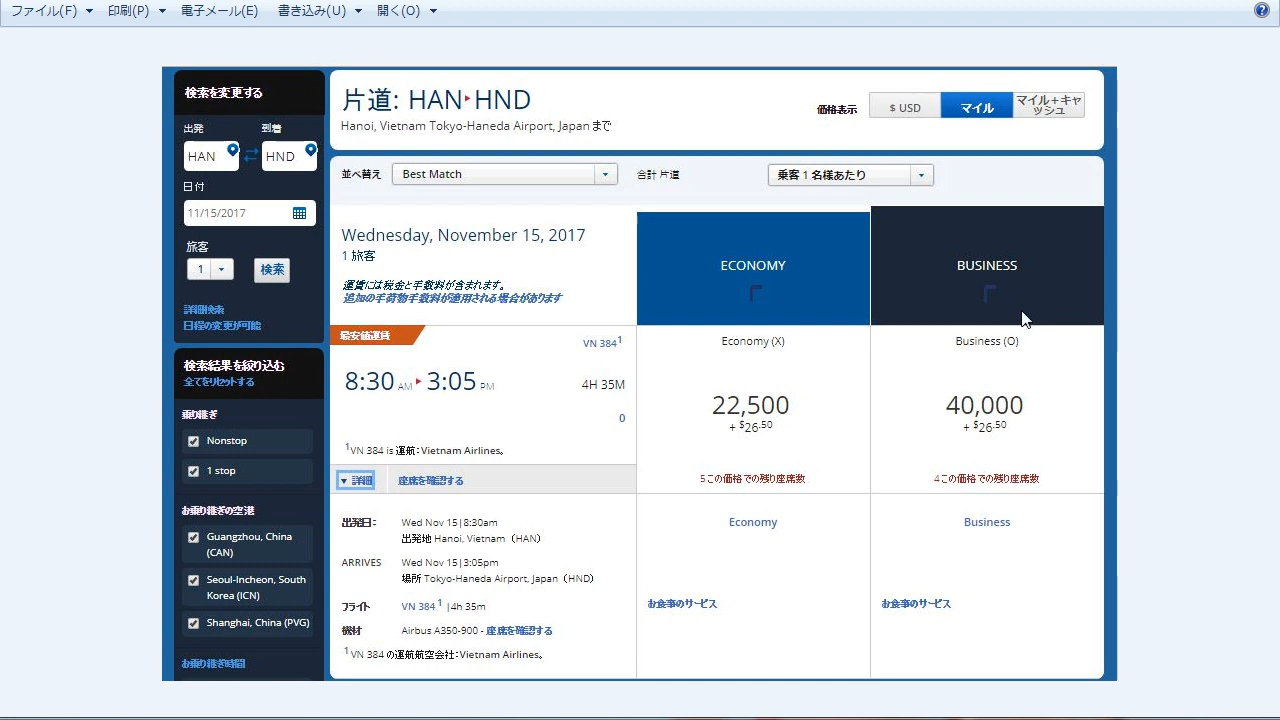 ファイル(F)
印刷(P)
電子メール(E)
書き込み(U)
開く(O)
検索を変更する
出発
到着
HAN
HND
日付
11/15/2017
旅客
1
検索
詳細検索
日程の変更が可能
検索結果を絞り込む
全てをリセットする
乗り継ぎ
Nonstop
1 stop
お乗り継ぎの空港
Guangzhou, China
(CAN)
Seoul-Incheon, South
Korea (ICN)
Shanghai, China (PVG)
お乗り継ぎ時間
片道: HAN HND
Hanoi, Vietnam Tokyo-Haneda Airport, Japan まで
価格表示
$ USD
マイル
マイル+キャ
ッシュ
並べ替え
Best Match
合計 片道
乗客 1 名様あたり
Wednesday, November 15, 2017
1 旅客
運賃には税金と手数料が含まれます。
追加の手荷物手数料が適用される場合があります
ECONOMY
BUSINESS
最安値運賃
VN 384 1
8:30 AM 3:05 PM
4H 35M
0
1VN 384 is 運航:Vietnam Airlines。
Economy (X)
22,500
+ $26.50
5この価格での残り座席数
Business (O)
40,000
+ $26.50
4この価格での残り座席数
▼ 詳細
座席を確認する
出発日:
Wed Nov 15|8:30am
出発地 Hanoi, Vietnam (HAN)
ARRIVES
Wed Nov 15|3:05pm
場所 Tokyo-Haneda Airport, Japan (HND)
フライト
VN 384 1 |4h 35m
機材
Airbus A350-900 - 座席を確認する
1VN 384 の運航航空会社:Vietnam Airlines。
Economy
お食事のサービス
Business
お食事のサービス